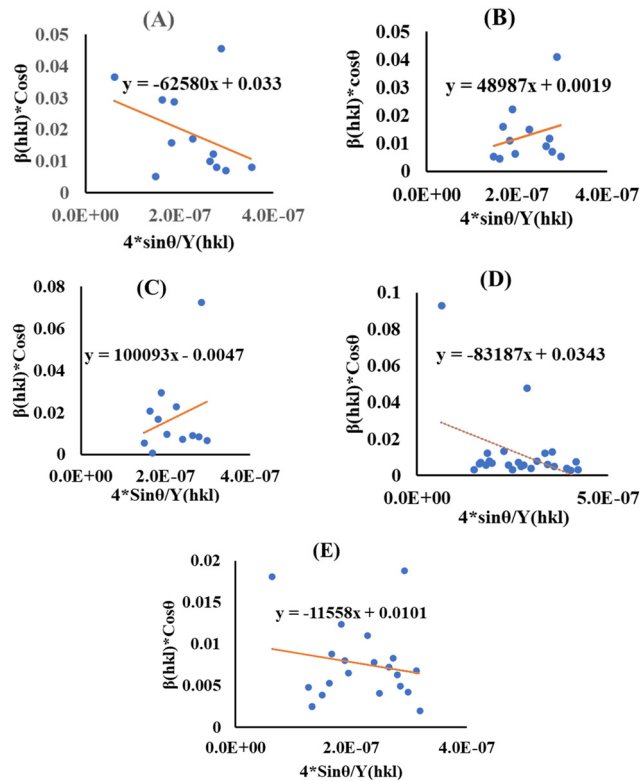 (A)
0.05
0.04
0.03
0.02
0.01
0
y = -62580x + 0.033
β(hkl)*Cosθ
0.0E+00
2.0E-07
4.0E-07
4*sinθ/Y(hkl)
(B)
0.05
0.04
0.03
0.02
0.01
0
y = 48987x + 0.0019
β(hkl)*cosθ
0.0E+00
2.0E-07
4.0E-07
4*sinθ/Y(hkl)
(C)
0.08
0.06
0.04
0.02
0
y = 100093x - 0.0047
β(hkl)*Cosθ
0.0E+00
2.0E-07
4.0E-07
4*Sinθ/Y(hkl)
(D)
0.1
0.08
0.06
0.04
0.02
0
y = -83187x + 0.0343
β(hkl)*Cosθ
0.0E+00
5.0E-07
4*sinθ/Y(hkl)
(E)
0.02
0.015
0.01
0.005
0
y = -11558x + 0.0101
β(hkl)*Cosθ
0.0E+00
2.0E-07
4.0E-07
4*Sinθ/Y(hkl)